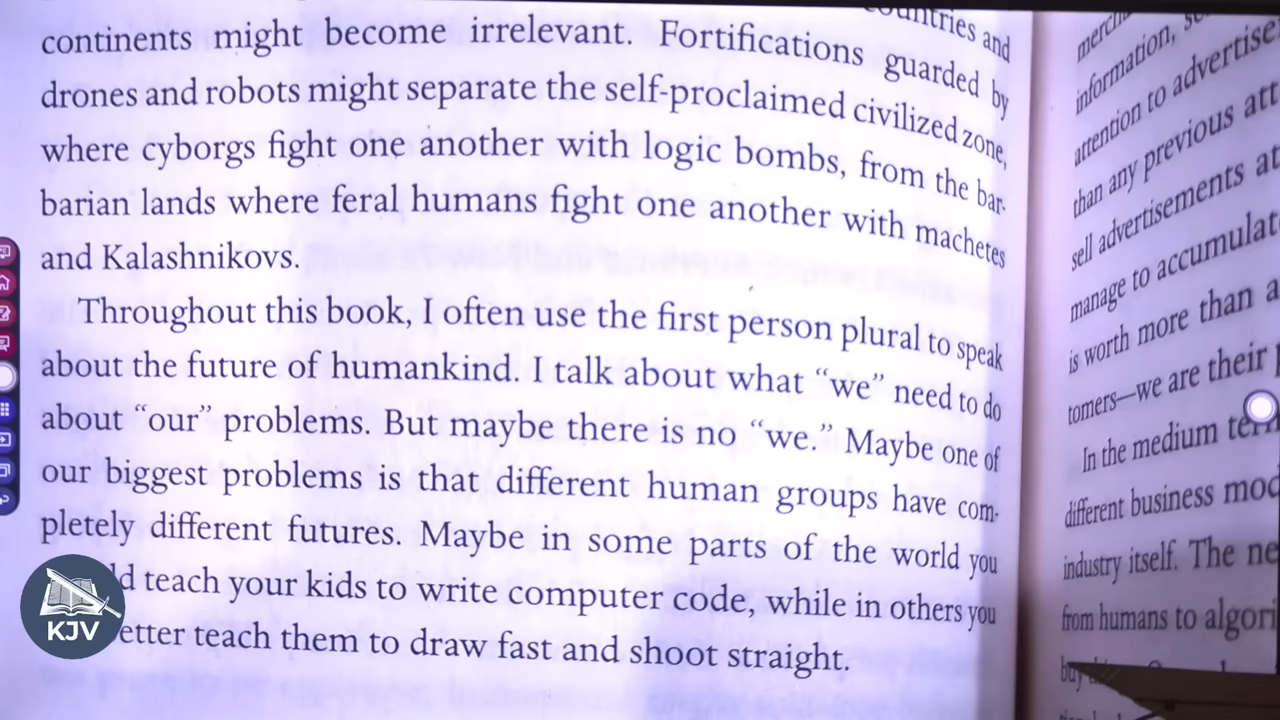 countries and
continents might become irrelevant. Fortifications guarded by
drones and robots might separate the self-proclaimed civilized zone,
where cyborgs fight one another with logic bombs, from the bar-
barian lands where feral humans fight one another with machetes
and Kalashnikovs.
Throughout this book, I often use the first person plural to speak
about the future of humankind. I talk about what “we” need to do
about “our” problems. But maybe there is no “we.” Maybe one of
our biggest problems is that different human groups have com-
pletely different futures. Maybe in some parts of the world you
teach your kids to write computer code, while in others you
teach them to draw fast and shoot straight.
KJV
information,
attention to advertise
than any previous att
sell advertisements at
manage to accumulat
is worth more than a
tomers—we are their
In the medium
different business mod
industry itself. The ne
from humans to algori